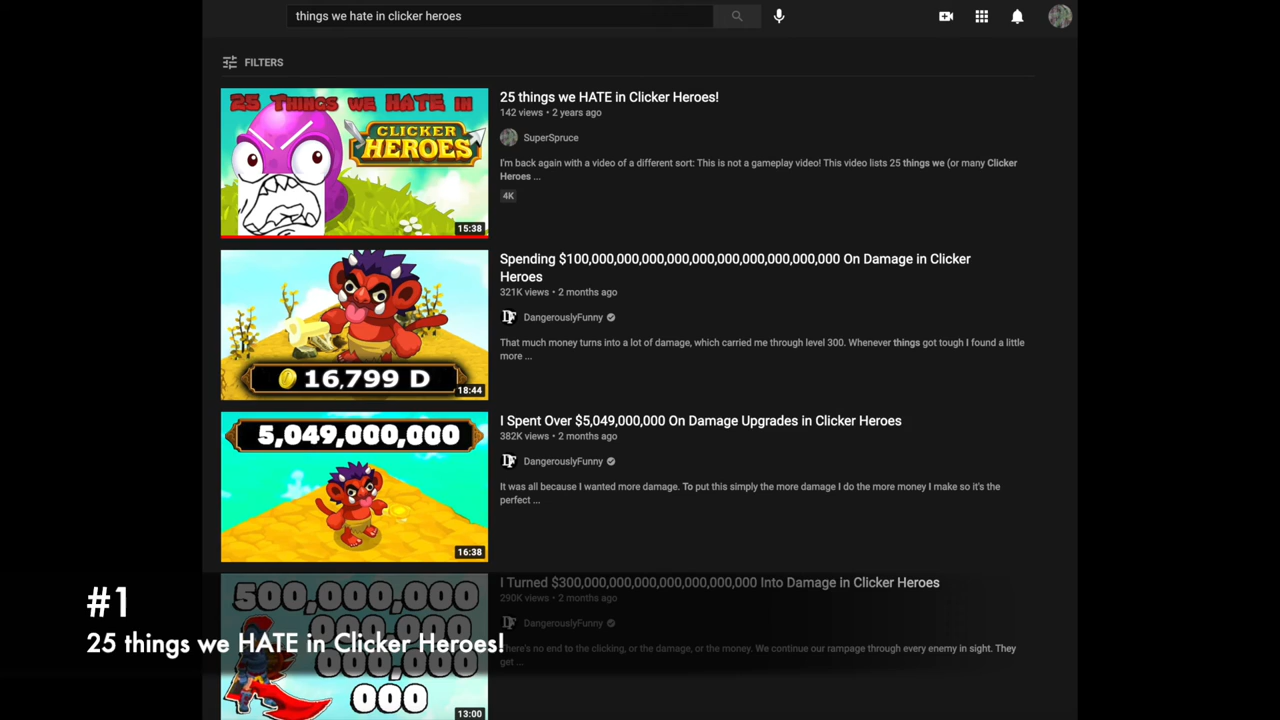 things we hate in clicker heroes
FILTERS
25 THINGS WE HATE IN
CLICKER
HEROES
15:38
25 things we HATE in Clicker Heroes!
142 views • 2 years ago
SuperSpruce
I'm back again with a video of a different sort: This is not a gameplay video! This video lists 25 things we (or many Clicker
Heroes ...
4K
16,799 D
18:44
Spending $100,000,000,000,000,000,000,000,000,000,000 On Damage in Clicker
Heroes
321K views • 2 months ago
DF DangerouslyFunny
That much money turns into a lot of damage, which carried me through level 300. Whenever things got tough I found a little
more ...
5,049,000,000
16:38
I Spent Over $5,049,000,000 On Damage Upgrades in Clicker Heroes
382K views • 2 months ago
DF DangerouslyFunny
It was all because I wanted more damage. To put this simply the more damage I do the more money I make so it's the
perfect ...
500,000,000
000,000
000,000
000
13:00
I Turned $300,000,000,000,000,000,000,000 Into Damage in Clicker Heroes
290K views • 2 months ago
DF DangerouslyFunny
There's no end to the clicking, or the damage, or the money. We continue our rampage through every enemy in sight. They
get ...
#1
25 things we HATE in Clicker Heroes!